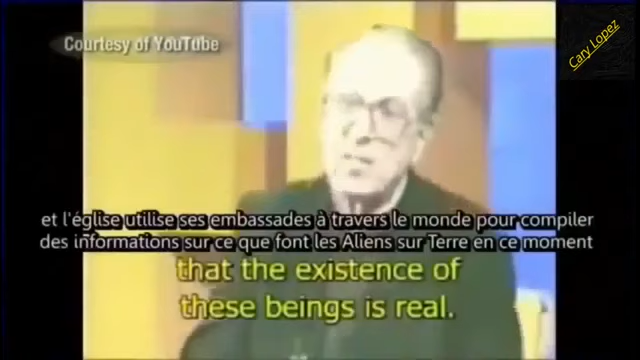 Courtesy of YouTube
Cary Lopez
et l'église utilise ses embassades à travers le monde pour compiler
des informations sur ce que font les Aliens sur Terre en ce moment
that the existence of
these beings is real.